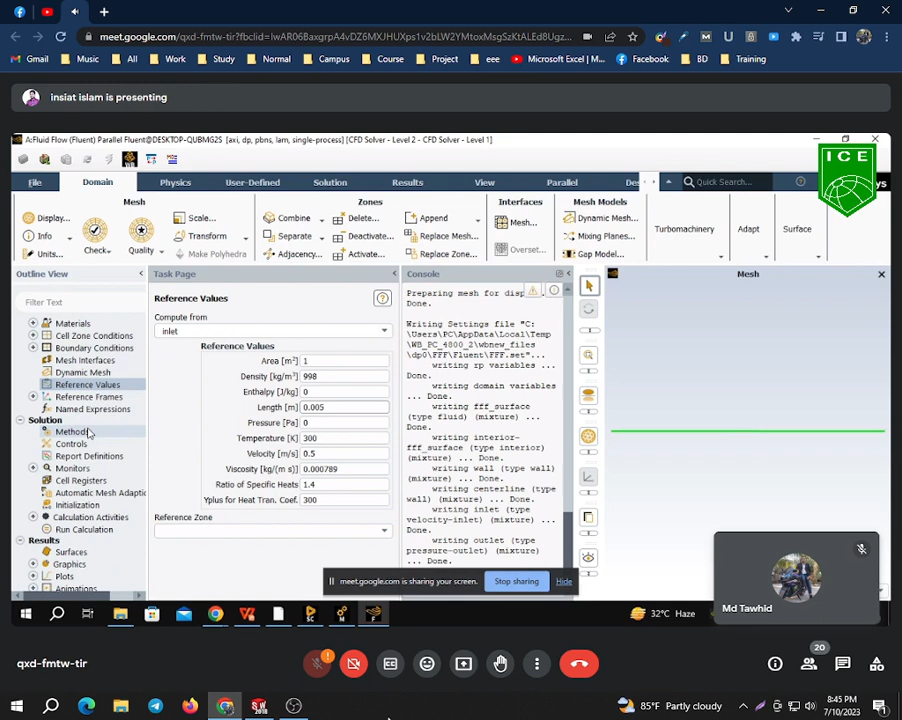 meet.google.com/qxd-fmtw-tir?fbclid=IwAR06BaxgrpA4vDZ6MXJHUXps1v2bLW2YMtoxMsgSzKtALEd8Ugz...
Gmail Music All Work Study Normal Campus Course Project eee Microsoft Excel | M... Facebook BD Training
insiat islam is presenting
A:Fluid Flow (Fluent) Parallel Fluent@DESKTOP-QUBMG2S [axi, dp, pbns, lam, single-process] [CFD Solver - Level 2 - CFD Solver - Level 1]
ICE
File Domain Physics User-Defined Solution Results View Parallel Des Quick Search... ys
Mesh Zones Interfaces Mesh Models
Display... Scale... Combine Delete... Append Mesh... Dynamic Mesh...
Info Transform Separate Deactivate... Replace Mesh... Mixing Planes... Turbomachinery Adapt Surface
Units... Check Quality Make Polyhedra Adjacency... Activate... Replace Zone... Overset... Gap Model...
Outline View
Filter Text
Materials
Cell Zone Conditions
Boundary Conditions
Mesh Interfaces
Dynamic Mesh
Reference Values
Reference Frames
Named Expressions
Solution
Methods
Controls
Report Definitions
Monitors
Cell Registers
Automatic Mesh Adaptio
Initialization
Calculation Activities
Run Calculation
Results
Surfaces
Graphics
Plots
Animations
Task Page
Reference Values
Compute from
inlet
Reference Values
Area [m²] 1
Density [kg/m³] 998
Enthalpy [J/kg] 0
Length [m] 0.005
Pressure [Pa] 0
Temperature [K] 300
Velocity [m/s] 0.5
Viscosity [kg/(m s)] 0.000789
Ratio of Specific Heats 1.4
Yplus for Heat Tran. Coef. 300
Reference Zone
Console
Preparing mesh for disp
Done.
Writing Settings file "C:
\Users\PC\AppData\Local\Temp
\WB_PC_4800_2\wbnew_files
\dp0\FFF\Fluent\FFF.set"...
writing rp variables ...
Done.
writing domain variables
... Done.
writing fff_surface
(type fluid) (mixture) ...
Done.
writing interior-
fff_surface (type interior)
(mixture) ... Done.
writing wall (type wall)
(mixture) ... Done.
writing centerline (type
wall) (mixture) ... Done.
writing inlet (type
velocity-inlet) (mixture) ...
Done.
writing outlet (type
pressure-outlet) (mixture)
... Done.
Mesh
meet.google.com is sharing your screen. Stop sharing Hide
Md Tawhid
32°C Haze
qxd-fmtw-tir
20
85°F Partly cloudy
8:45 PM
7/10/2023